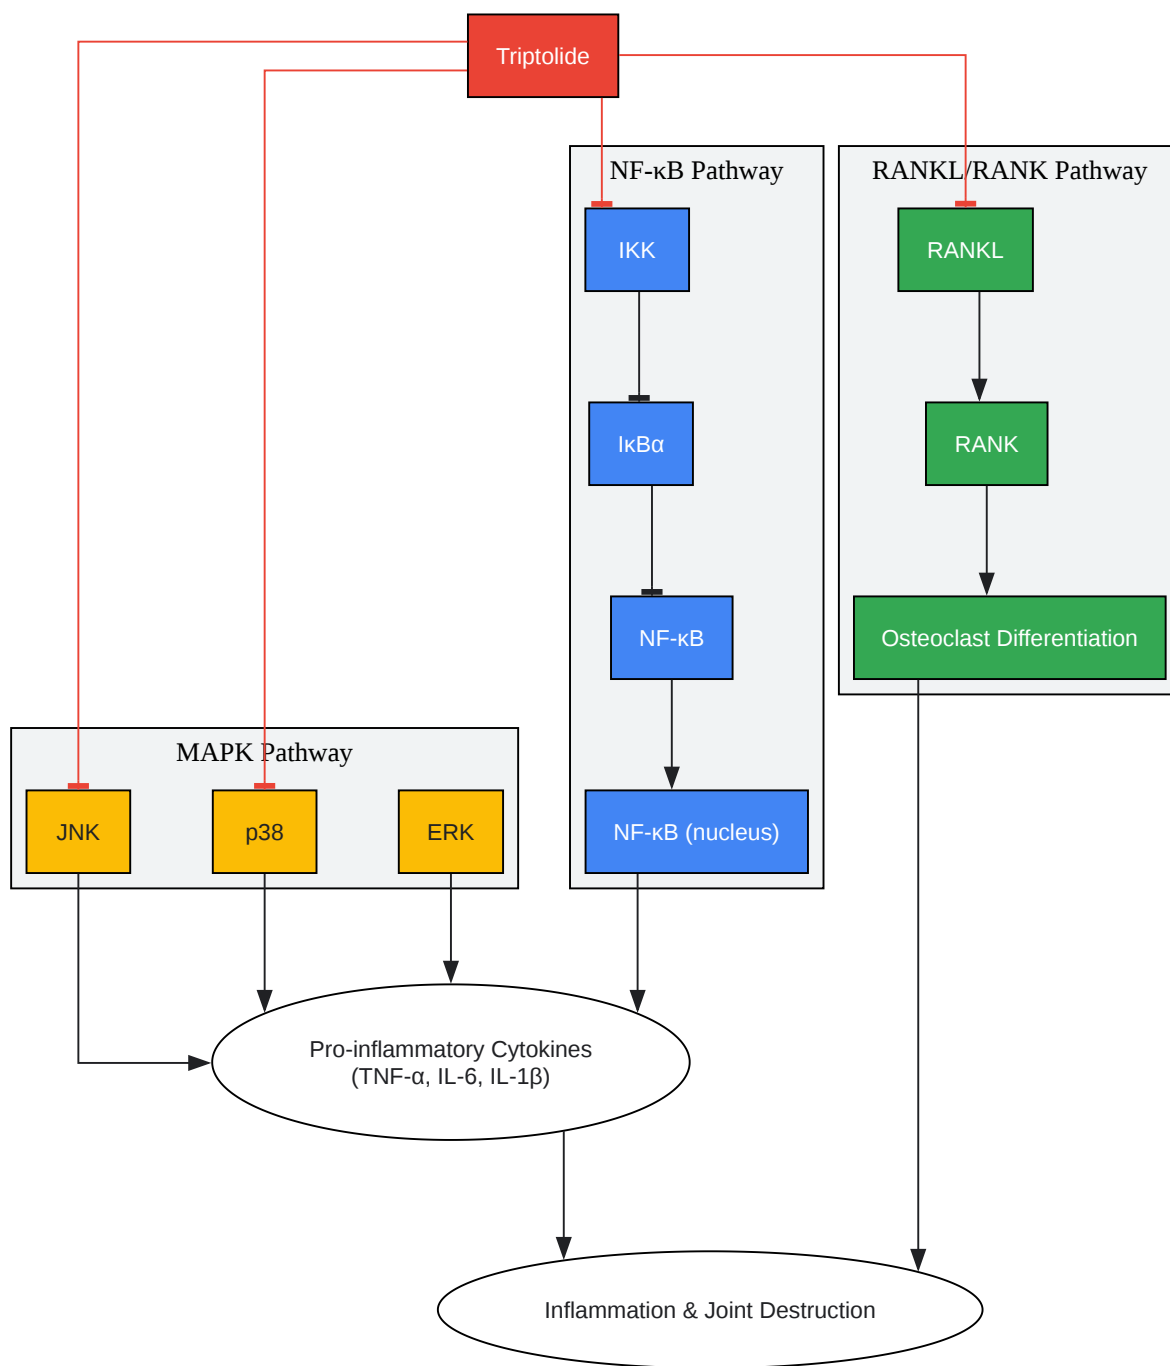 Triptolide
NF-κB Pathway
RANKL/RANK Pathway
IKK
RANKL
IκBα
RANK
NF-κB
Osteoclast Differentiation
MAPK Pathway
JNK
p38
ERK
NF-κB (nucleus)
Pro-inflammatory Cytokines
(TNF-α, IL-6, IL-1β)
Inflammation & Joint Destruction